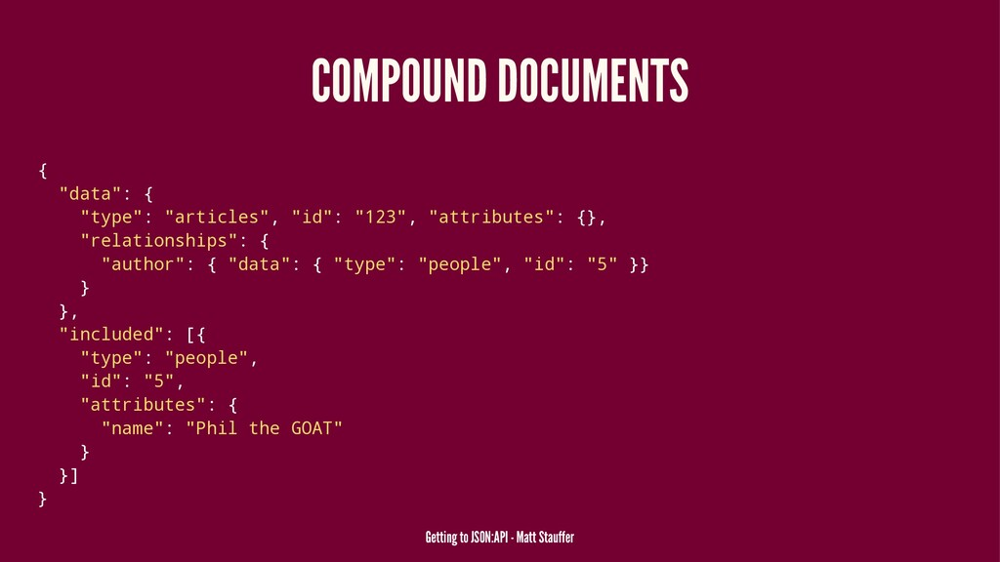 COMPOUND DOCUMENTS
{
  "data": {
    "type": "articles", "id": "123", "attributes": {},
    "relationships": {
      "author": { "data": { "type": "people", "id": "5" }}
    }
  },
  "included": [{
    "type": "people",
    "id": "5",
    "attributes": {
      "name": "Phil the GOAT"
    }
  }]
}
Getting to JSON:API - Matt Stauffer